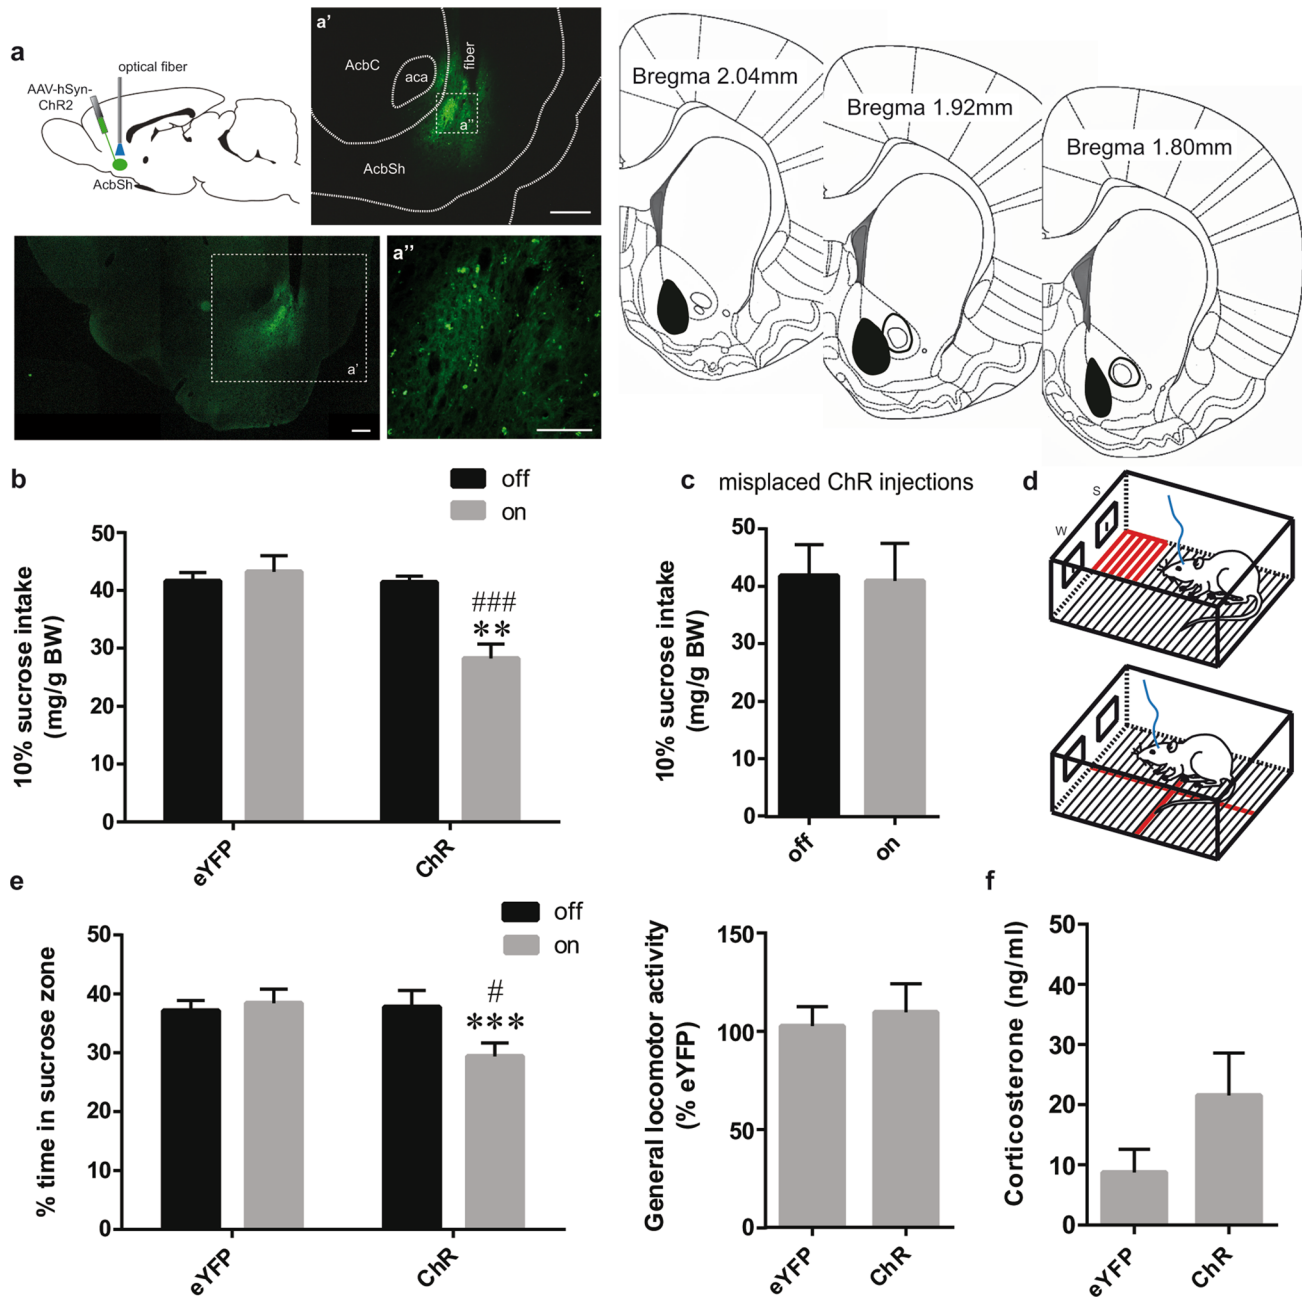 a
optical fiber
AAV-hSyn-
ChR2
AcbSh
a'
AcbC
aca
fiber
a''
AcbSh
a'
a''
Bregma 2.04mm
Bregma 1.92mm
Bregma 1.80mm
b
off
on
10% sucrose intake
(mg/g BW)
50
40
30
20
10
0
###
**
eYFP
ChR
c
misplaced ChR injections
10% sucrose intake
(mg/g BW)
50
40
30
20
10
0
off
on
d
S
W
e
off
on
% time in sucrose zone
50
40
30
20
10
0
#
***
eYFP
ChR
General locomotor activity
(% eYFP)
150
100
50
0
eYFP
ChR
f
Corticosterone (ng/ml)
50
40
30
20
10
0
eYFP
ChR